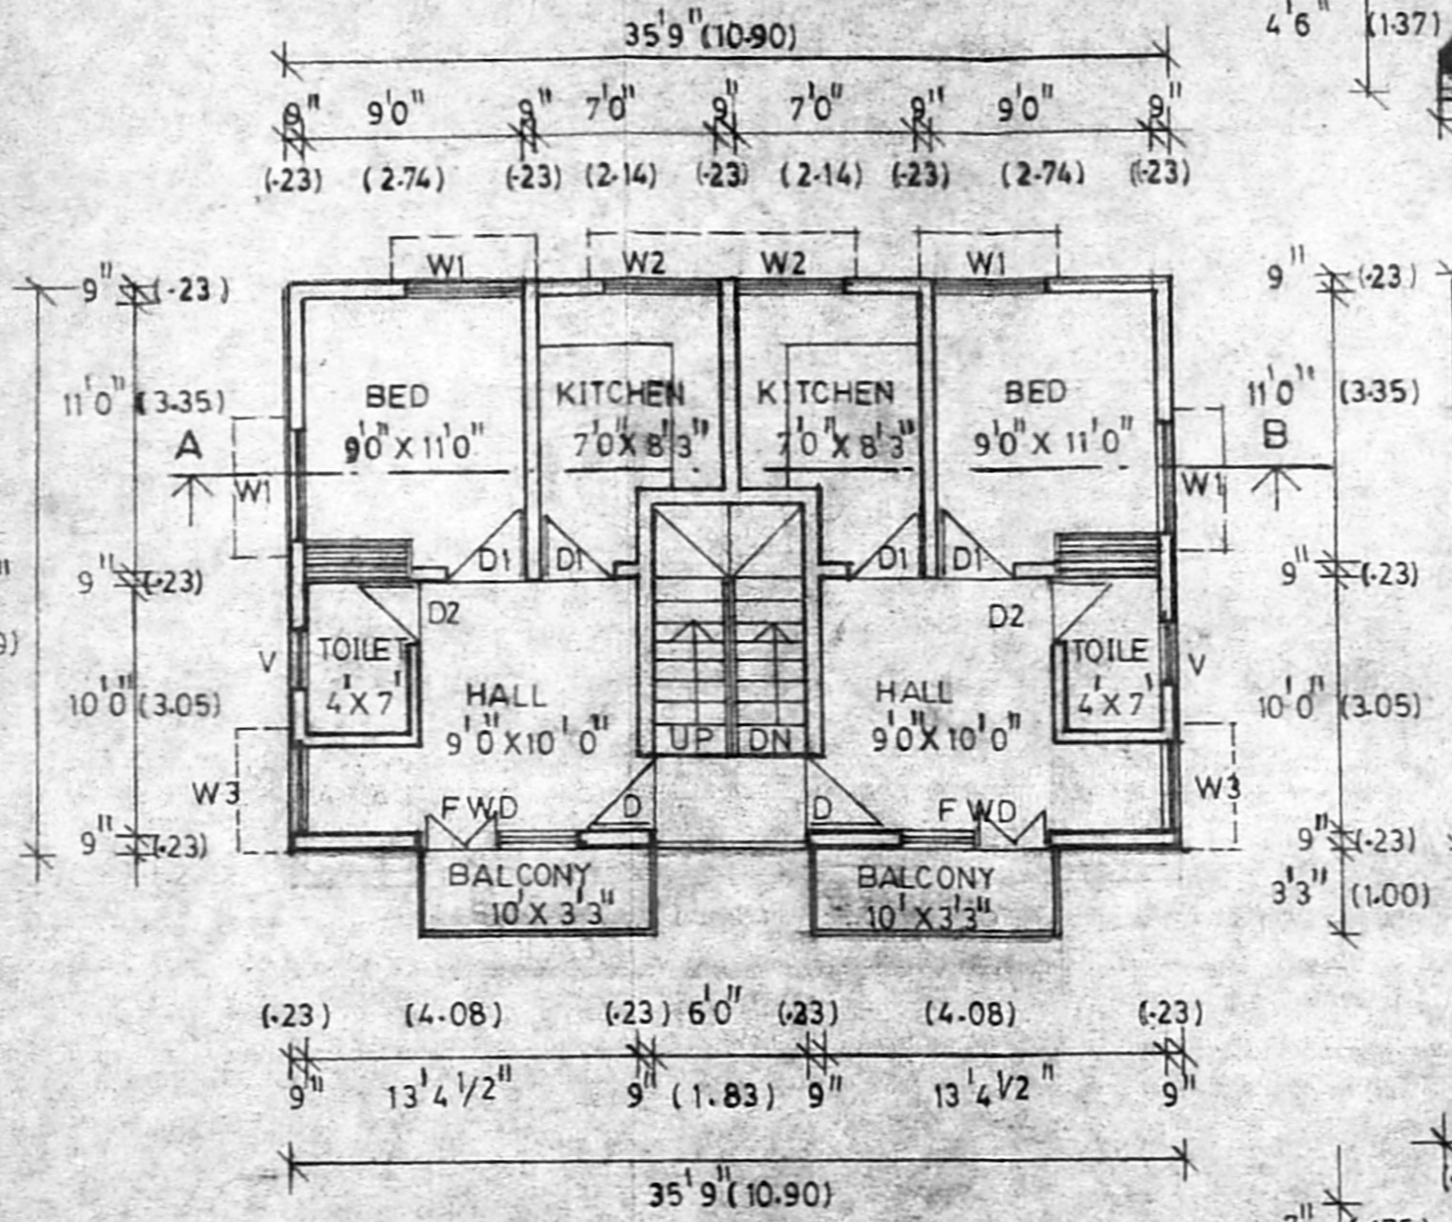 35'9"(10.90)
4'6" (1.37)
9" 9'0" 9" 7'0" 9" 7'0" 9" 9'0" 9"
(.23) (2.74) (.23) (2.14) (.23) (2.14) (.23) (2.74) (.23)
W1 W2 W2 W1
9" (.23) 9" (.23)
11'0" (3.35) BED KITCHEN KITCHEN BED 11'0" (3.35)
A 9'0" X 11'0" 7'0" X 8'3" 7'0" X 8'3" 9'0" X 11'0" B
W1 W1
9" (.23) D1 D1 D1 D1 9" (.23)
D2 D2
V TOILET TOILE V
10'0" (3.05) 4' X 7' HALL HALL 4' X 7' 10'0" (3.05)
9'0" X 10'0" UP DN 9'0" X 10'0"
W3 FWD D D FWD W3
9" (.23) 9" (.23)
BALCONY BALCONY 3'3" (1.00)
10' X 3'3" 10' X 3'3"
(.23) (4.08) (.23) 6'0" (.23) (4.08) (.23)
9" 13'4 1/2" 9" (1.83) 9" 13'4 1/2" 9"
35'9"(10.90)